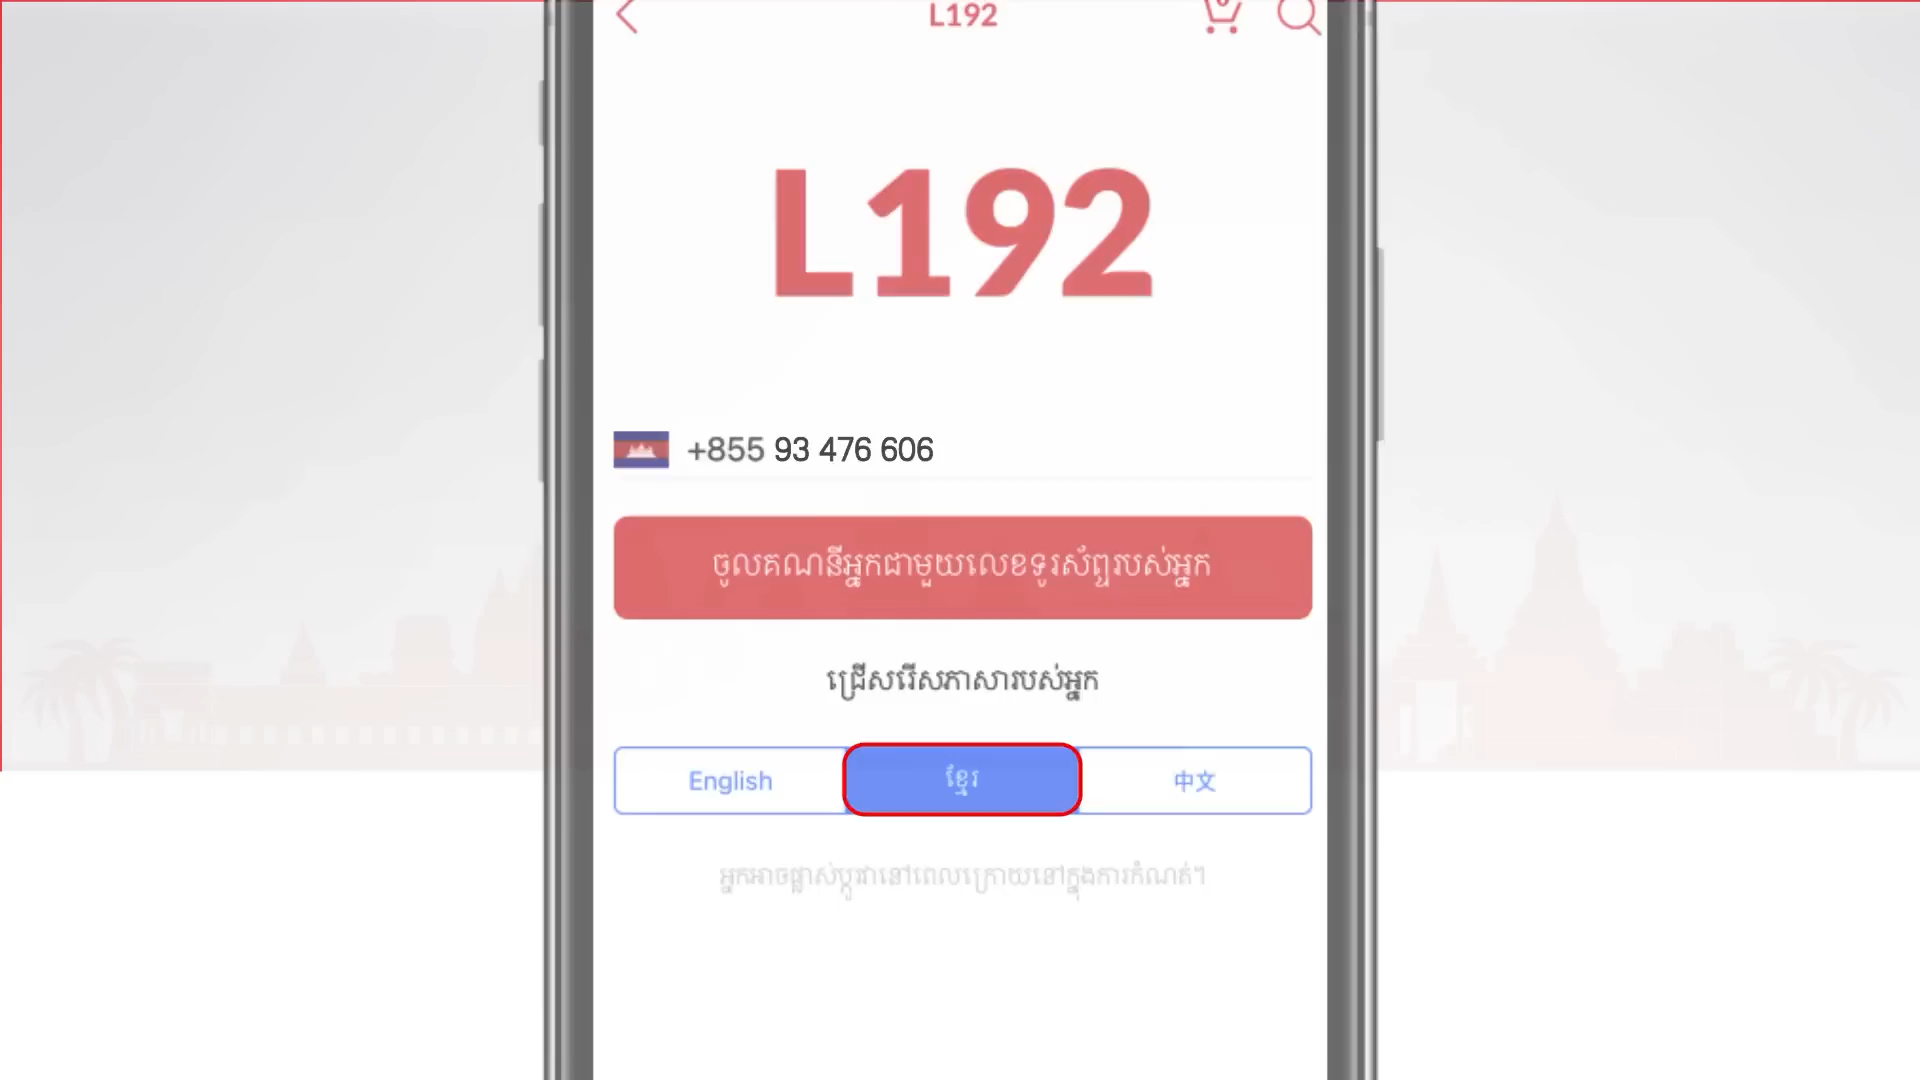 L192
L192
+855 93 476 606
ចូលគណនីអ្នកជាមួយលេខទូរស័ព្ទរបស់អ្នក
ជ្រើសរើសភាសារបស់អ្នក
English
ខ្មែរ
中文
អ្នកអាចផ្លាស់ប្តូរវានៅពេលក្រោយនៅក្នុងការកំណត់។